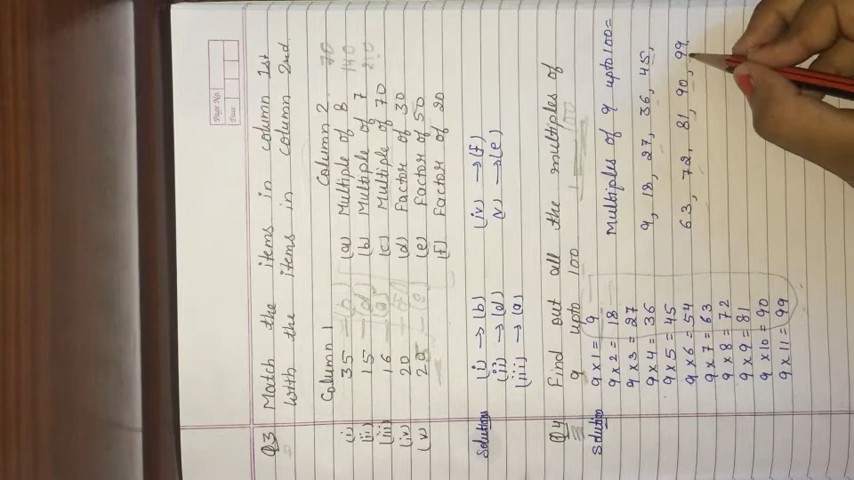 Page No.
Date
Q3 Match the items in column 1st
with the items in column 2nd.
Column 1 Column 2
(i) 35 (a) Multiple of 8
(ii) 15 (b) Multiple of 7
(iii) 16 (c) Multiple of 70
(iv) 20 (d) Factor of 30
(v) 25 (e) Factor of 50
(f) Factor of 20
70
140
210
Solution (i) → (b) (iv) → (f)
(ii) → (d) (v) → (e)
(iii) → (a)
Q4 Find out all the multiples of
9 upto 100
Solution
9 x 1 = 9
9 x 2 = 18
9 x 3 = 27
9 x 4 = 36
9 x 5 = 45
9 x 6 = 54
9 x 7 = 63
9 x 8 = 72
9 x 9 = 81
9 x 10 = 90
9 x 11 = 99
Multiples of 9 upto 100 =
9, 18, 27, 36, 45,
63, 72, 81, 90, 99